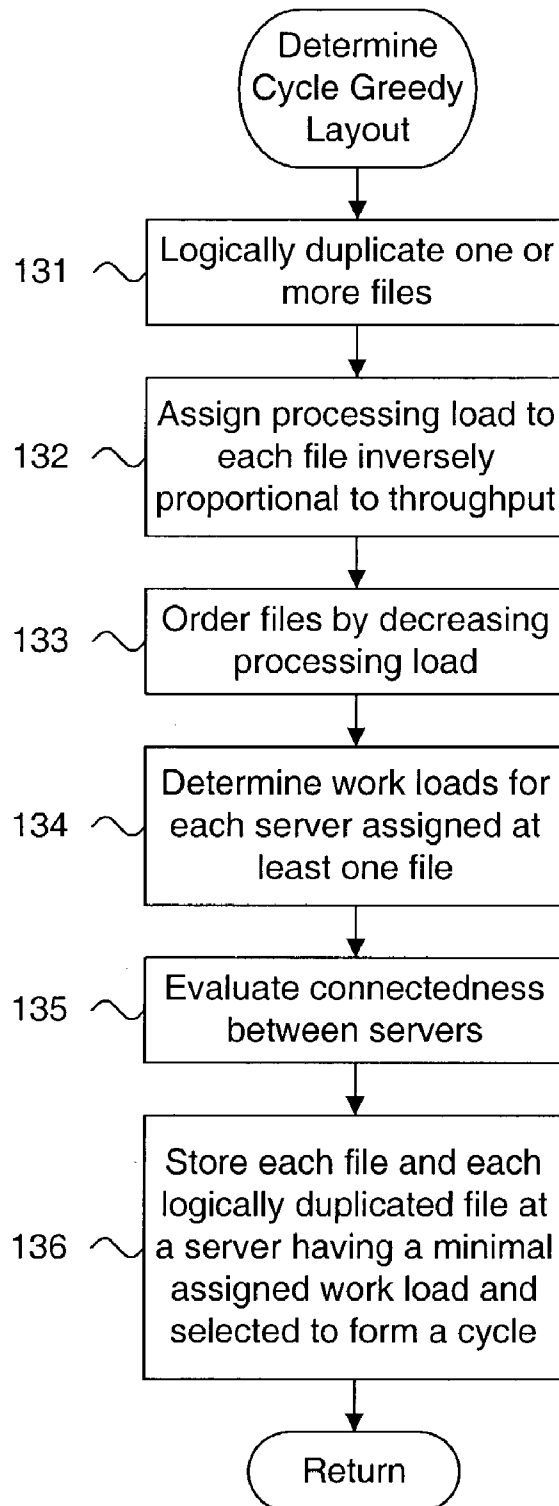 Determine
Cycle Greedy
Layout
131
Logically duplicate one or
more files
132
Assign processing load to
each file inversely
proportional to throughput
133
Order files by decreasing
processing load
134
Determine work loads for
each server assigned at
least one file
135
Evaluate connectedness
between servers
136
Store each file and each
logically duplicated file at
a server having a minimal
assigned work load and
selected to form a cycle
Return